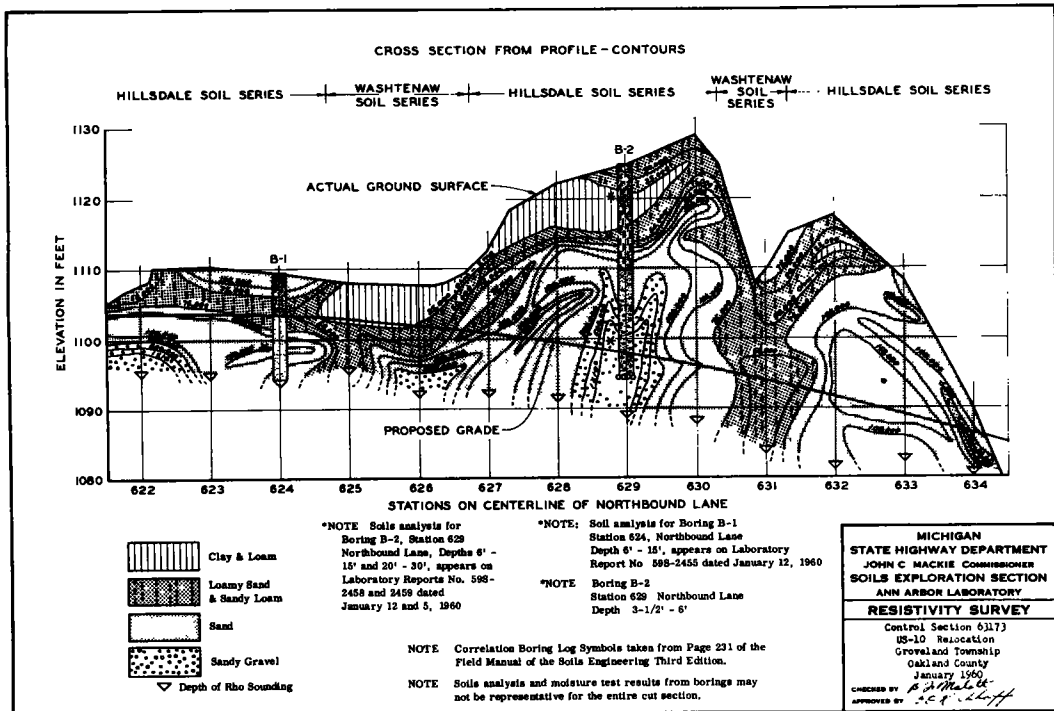 CROSS SECTION FROM PROFILE - CONTOURS
HILLSDALE SOIL SERIES
WASHTENAW
SOIL SERIES
HILLSDALE SOIL SERIES
WASHTENAW
SOIL
SERIES
HILLSDALE SOIL SERIES
ELEVATION IN FEET
1130
1120
1110
1100
1090
1080
ACTUAL GROUND SURFACE
B-1
B-2
PROPOSED GRADE
622 623 624 625 626 627 628 629 630 631 632 633 634
STATIONS ON CENTERLINE OF NORTHBOUND LANE
Clay & Loam
Loamy Sand
& Sandy Loam
Sand
Sandy Gravel
Depth of Rho Sounding
*NOTE Soils analysis for
Boring B-2, Station 629
Northbound Lane, Depths 6' -
15' and 20' - 30', appears on
Laboratory Reports No. 598-
2458 and 2459 dated
January 12 and 5, 1960
*NOTE: Soil analysis for Boring B-1
Station 624, Northbound Lane
Depth 6' - 15', appears on Laboratory
Report No 598-2455 dated January 12, 1960
*NOTE Boring B-2
Station 629 Northbound Lane
Depth 3-1/2' - 6'
NOTE Correlation Boring Log Symbols taken from Page 231 of the
Field Manual of the Soils Engineering Third Edition.
NOTE Soils analysis and moisture test results from borings may
not be representative for the entire cut section.
MICHIGAN
STATE HIGHWAY DEPARTMENT
JOHN C MACKIE COMMISSIONER
SOILS EXPLORATION SECTION
ANN ARBOR LABORATORY
RESISTIVITY SURVEY
Control Section 63173
US-10 Relocation
Groveland Township
Oakland County
January 1960
CHECKED BY
APPROVED BY